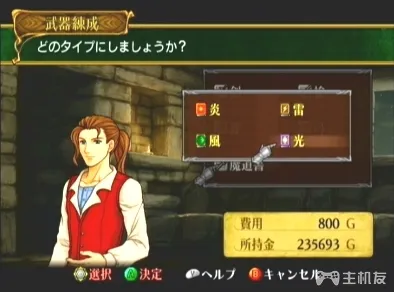 武器錬成
どのタイプにしましょうか？
炎 雷
風 光
魔道書
費用 800 G
所持金 235693 G
選択 決定 ヘルプ キャンセル
主机友